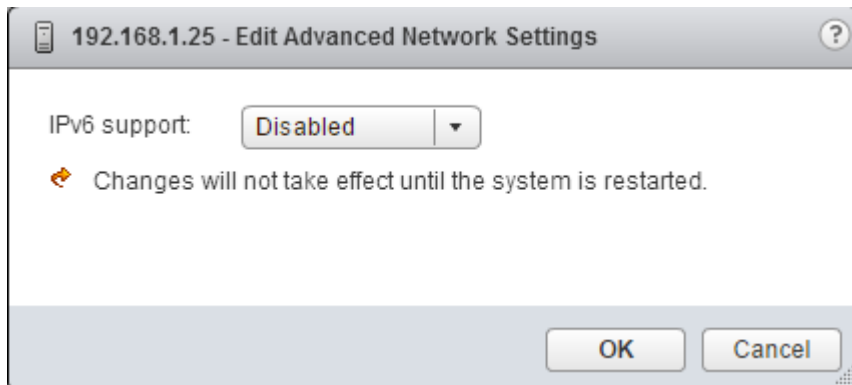 192.168.1.25 - Edit Advanced Network Settings ?
IPv6 support: Disabled
Changes will not take effect until the system is restarted.
OK Cancel